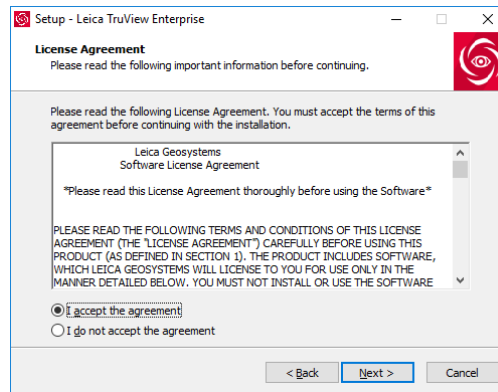 Setup - Leica TruView Enterprise
License Agreement
Please read the following important information before continuing.
Please read the following License Agreement. You must accept the terms of this
agreement before continuing with the installation.
Leica Geosystems
Software License Agreement
*Please read this License Agreement thoroughly before using the Software*
PLEASE READ THE FOLLOWING TERMS AND CONDITIONS OF THIS LICENSE
AGREEMENT (THE "LICENSE AGREEMENT") CAREFULLY BEFORE USING THIS
PRODUCT (AS DEFINED IN SECTION 1). THE PRODUCT INCLUDES SOFTWARE,
WHICH LEICA GEOSYSTEMS WILL LICENSE TO YOU FOR USE ONLY IN THE
MANNER DETAILED BELOW. YOU MUST NOT INSTALL OR USE THE SOFTWARE
I accept the agreement
I do not accept the agreement
< Back Next > Cancel